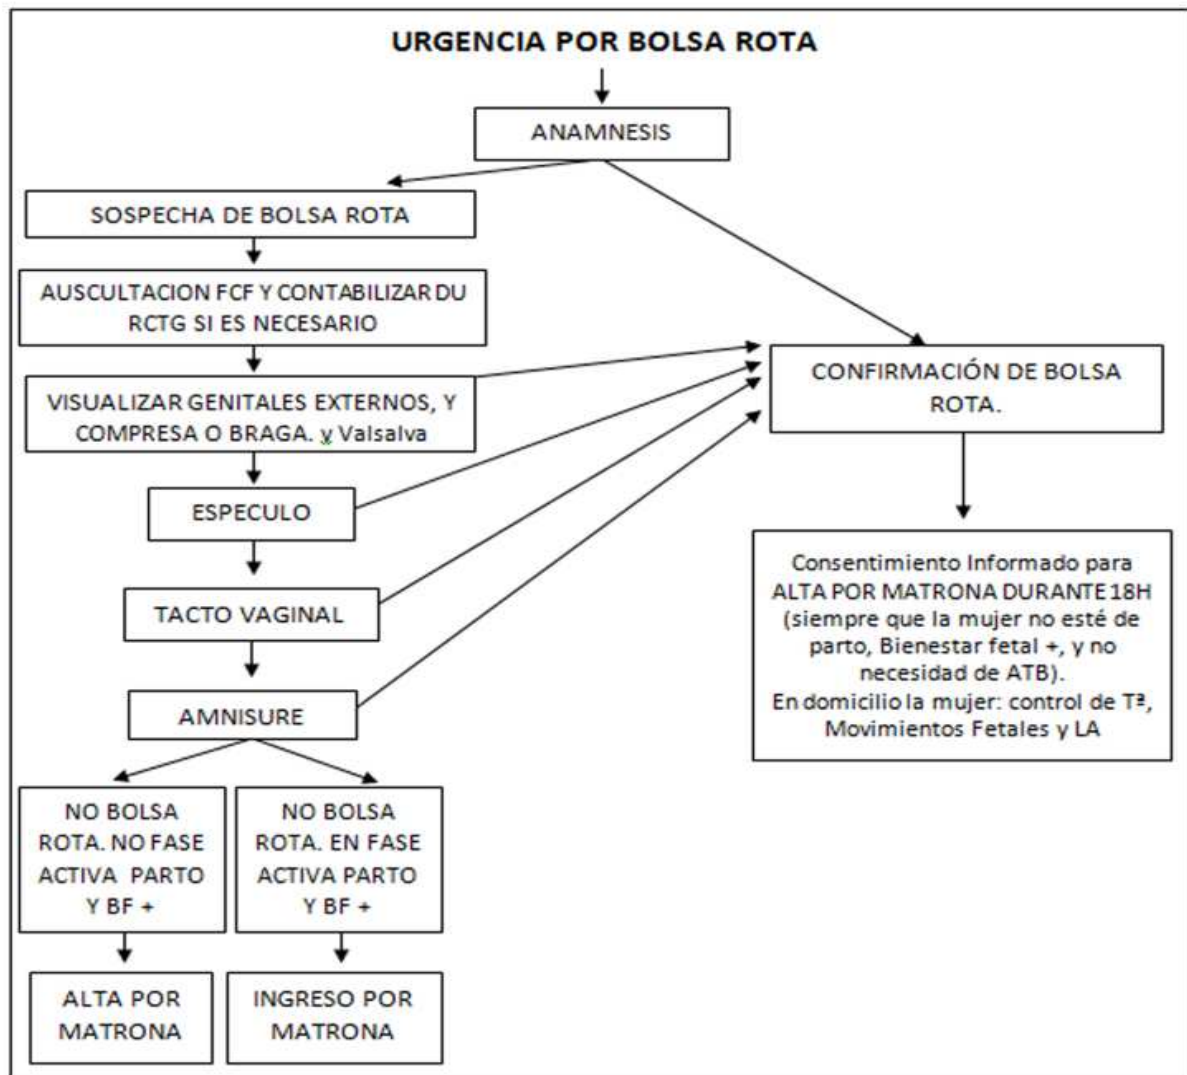 URGENCIA POR BOLSA ROTA
ANAMNESIS
SOSPECHA DE BOLSA ROTA
AUSCULTACION FCF Y CONTABILIZAR DU
RCTG SI ES NECESARIO
VISUALIZAR GENITALES EXTERNOS, Y
COMPRESA O BRAGA. y Valsalva
ESPECULO
TACTO VAGINAL
AMNISURE
NO BOLSA
ROTA. NO FASE
ACTIVA PARTO
Y BF +
ALTA POR
MATRONA
NO BOLSA
ROTA. EN FASE
ACTIVA PARTO
Y BF +
INGRESO POR
MATRONA
CONFIRMACIÓN DE BOLSA
ROTA.
Consentimiento Informado para
ALTA POR MATRONA DURANTE 18H
(siempre que la mujer no esté de
parto, Bienestar fetal +, y no
necesidad de ATB).
En domicilio la mujer: control de Tª,
Movimientos Fetales y LA